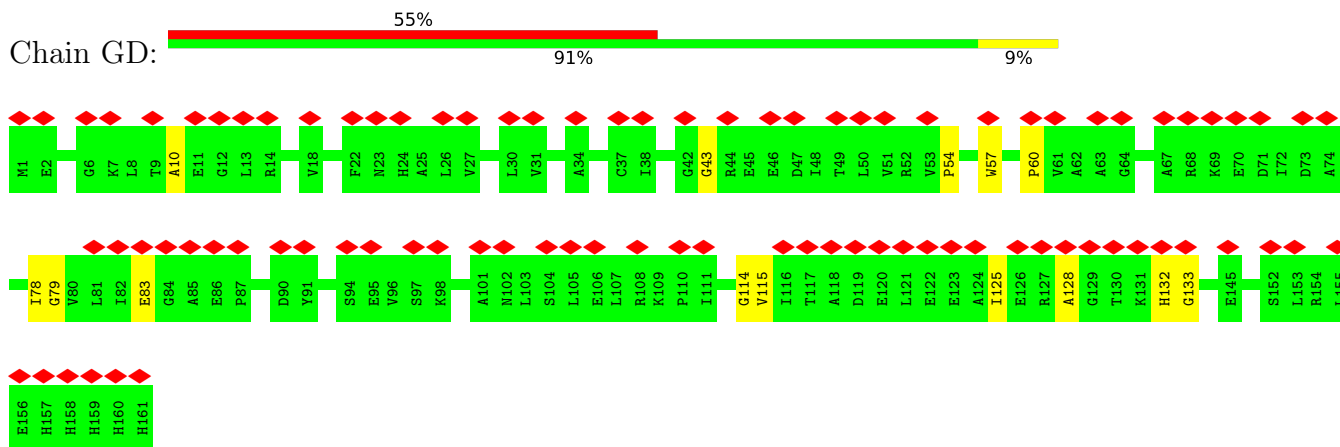 55%
Chain GD:
91% 9%
M1 E2 G6 K7 L8 T9 A10 E11 G12 L13 R14 V18 F22 N23 H24 A25 L26 V27 L30 V31 A34 C37 I38 G42 G43 R44 E45 E46 D47 I48 T49 L50 V51 R52 V53 P54 W57 P60 V61 A62 A63 G64 A67 R68 K69 E70 D71 I72 D73 A74
I78 G79 V80 L81 I82 E83 G84 A85 E86 P87 D90 Y91 S94 E95 V96 S97 K98 A101 N102 L103 S104 L105 E106 L107 R108 K109 P110 I111 G114 V115 I116 T117 A118 D119 E120 L121 E122 E123 A124 I125 E126 R127 A128 G129 T130 K131 H132 G133 E145 S152 L153 R154 L155
E156 H157 H158 H159 H160 H161